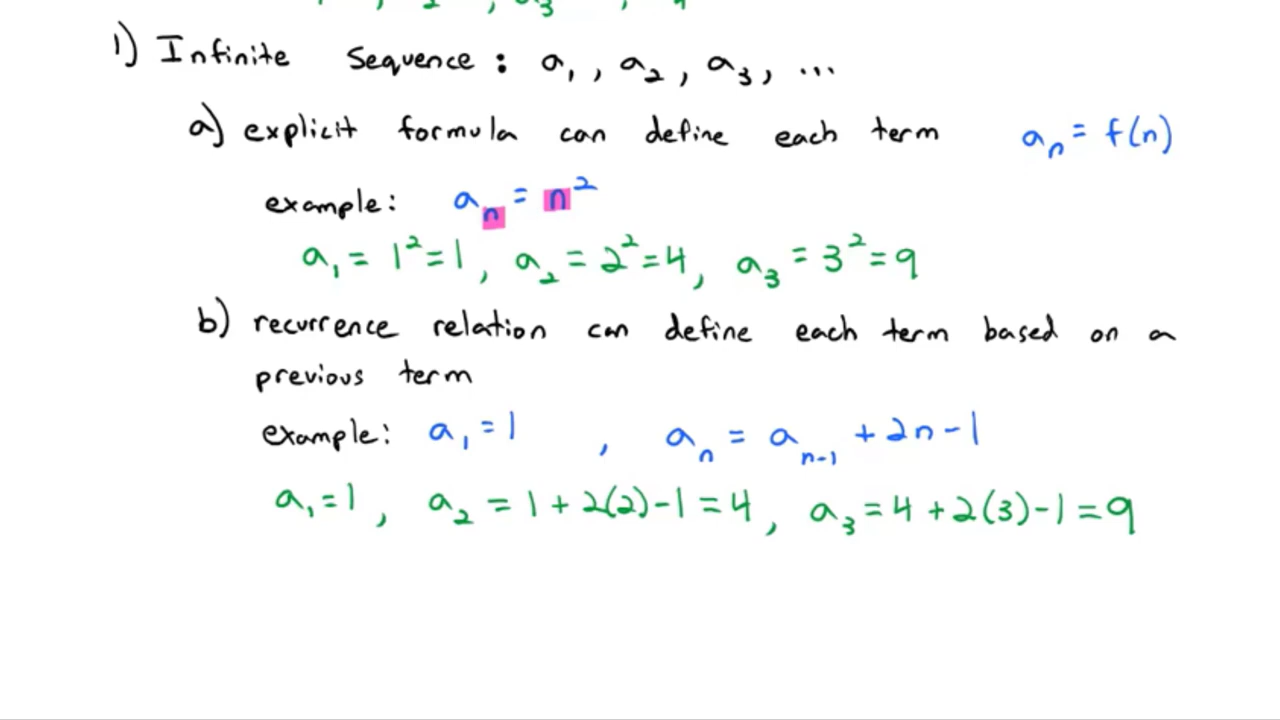 1) Infinite Sequence: a₁, a₂, a₃, ...
a) explicit formula can define each term aₙ = f(n)
example: aₙ = n²
a₁ = 1² = 1, a₂ = 2² = 4, a₃ = 3² = 9
b) recurrence relation can define each term based on a
previous term
example: a₁ = 1, aₙ = aₙ₋₁ + 2n - 1
a₁ = 1, a₂ = 1 + 2(2) - 1 = 4, a₃ = 4 + 2(3) - 1 = 9